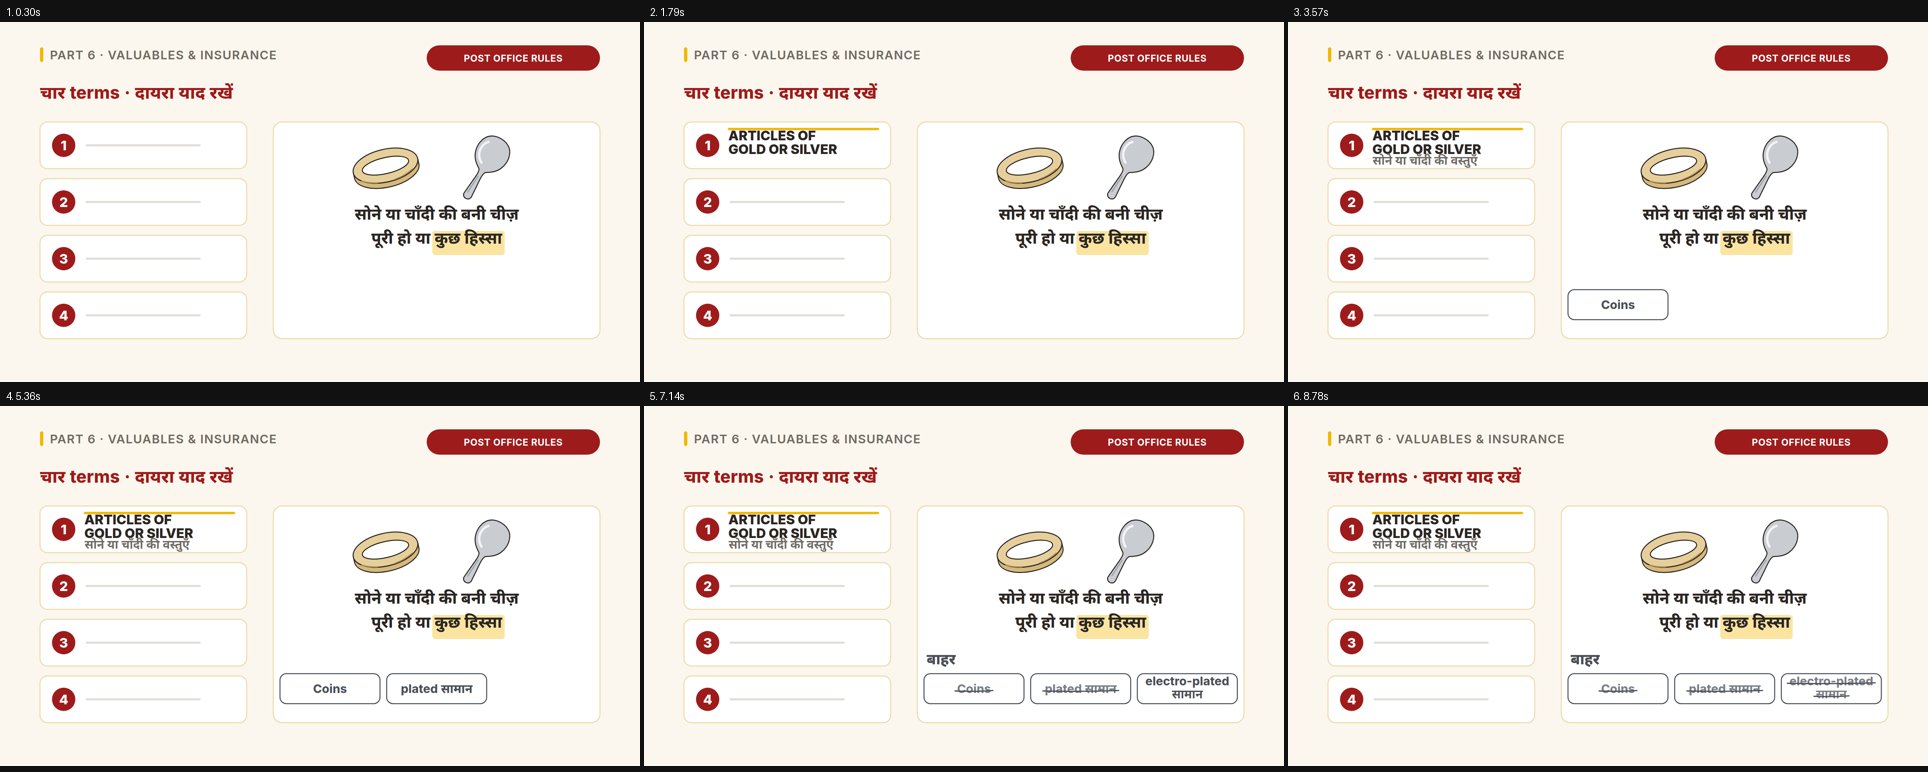 1. 0.30s
PART 6 · VALUABLES & INSURANCE
POST OFFICE RULES
चार terms · दायरा याद रखें
1
2
3
4
सोने या चाँदी की बनी चीज़
पूरी हो या कुछ हिस्सा
2. 1.79s
PART 6 · VALUABLES & INSURANCE
POST OFFICE RULES
चार terms · दायरा याद रखें
1
ARTICLES OF
GOLD OR SILVER
2
3
4
सोने या चाँदी की बनी चीज़
पूरी हो या कुछ हिस्सा
3. 3.57s
PART 6 · VALUABLES & INSURANCE
POST OFFICE RULES
चार terms · दायरा याद रखें
1
ARTICLES OF
GOLD OR SILVER
सोने या चाँदी की वस्तुएँ
2
3
4
सोने या चाँदी की बनी चीज़
पूरी हो या कुछ हिस्सा
Coins
4. 5.36s
PART 6 · VALUABLES & INSURANCE
POST OFFICE RULES
चार terms · दायरा याद रखें
1
ARTICLES OF
GOLD OR SILVER
सोने या चाँदी की वस्तुएँ
2
3
4
सोने या चाँदी की बनी चीज़
पूरी हो या कुछ हिस्सा
Coins
plated सामान
5. 7.14s
PART 6 · VALUABLES & INSURANCE
POST OFFICE RULES
चार terms · दायरा याद रखें
1
ARTICLES OF
GOLD OR SILVER
सोने या चाँदी की वस्तुएँ
2
3
4
सोने या चाँदी की बनी चीज़
पूरी हो या कुछ हिस्सा
बाहर
Coins
plated सामान
electro-plated
सामान
6. 8.78s
PART 6 · VALUABLES & INSURANCE
POST OFFICE RULES
चार terms · दायरा याद रखें
1
ARTICLES OF
GOLD OR SILVER
सोने या चाँदी की वस्तुएँ
2
3
4
सोने या चाँदी की बनी चीज़
पूरी हो या कुछ हिस्सा
बाहर
Coins
plated सामान
electro-plated
सामान